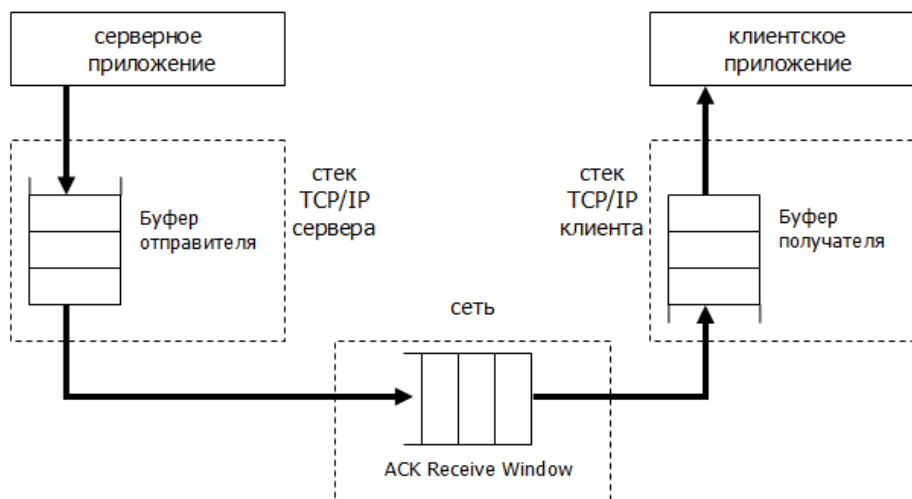 серверное
приложение
клиентское
приложение
стек
TCP/IP
сервера
стек
TCP/IP
клиента
Буфер
отправителя
Буфер
получателя
сеть
ACK Receive Window